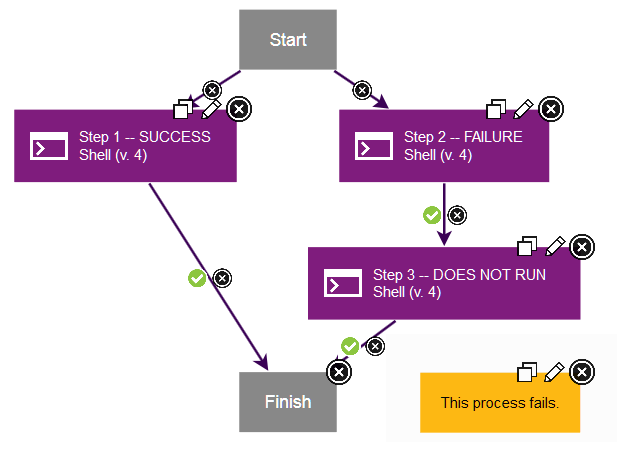 Start
Step 1 -- SUCCESS
Shell (v. 4)
Step 2 -- FAILURE
Shell (v. 4)
Step 3 -- DOES NOT RUN
Shell (v. 4)
Finish
This process fails.